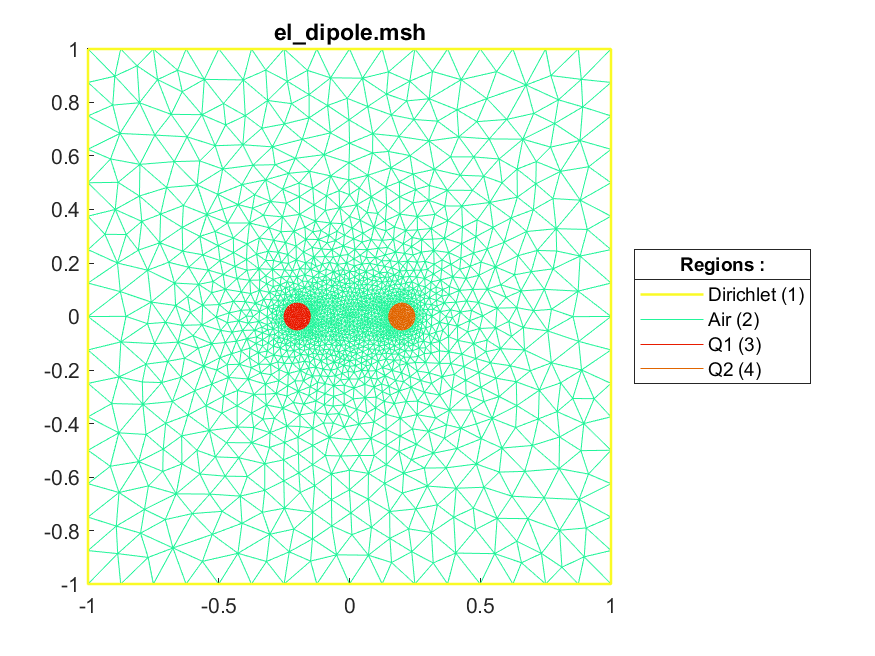 el_dipole.msh
1
0.8
0.6
0.4
0.2
0
-0.2
-0.4
-0.6
-0.8
-1
-1 -0.5 0 0.5 1
Regions :
Dirichlet (1)
Air (2)
Q1 (3)
Q2 (4)